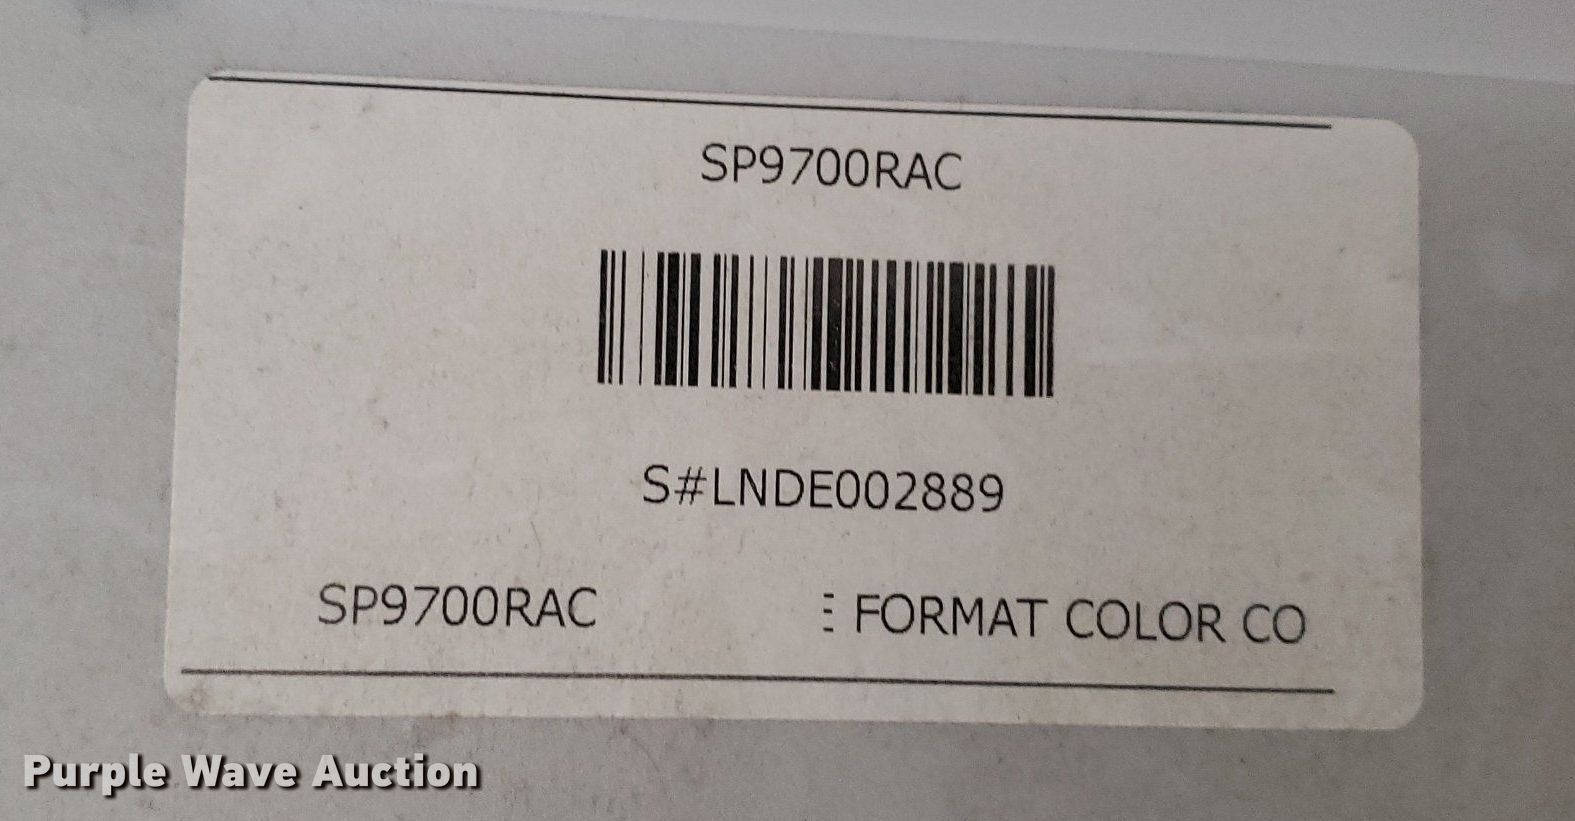 SP9700RAC
S#LNDE002889
SP9700RAC FORMAT COLOR CO
Purple Wave Auction